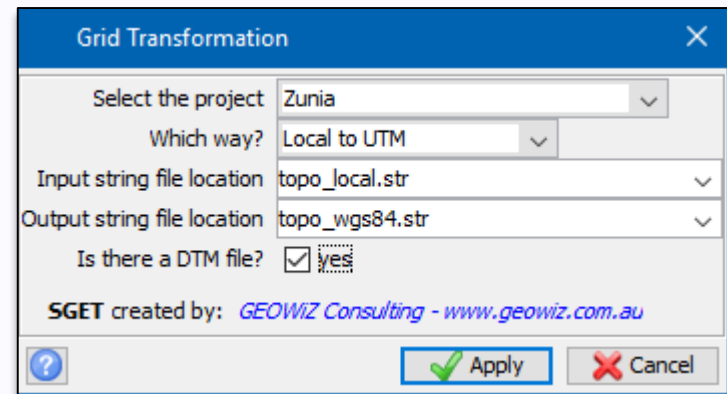 Grid Transformation
Select the project Zunia
Which way? Local to UTM
Input string file location topo_local.str
Output string file location topo_wgs84.str
Is there a DTM file? yes
SGET created by: GEOWiZ Consulting - www.geowiz.com.au
? Apply Cancel